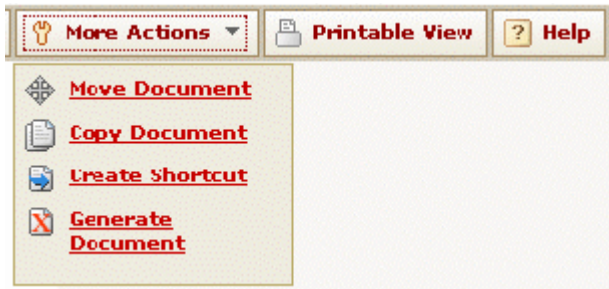 More Actions Printable View ? Help
Move Document
Copy Document
Create Shortcut
Generate
Document